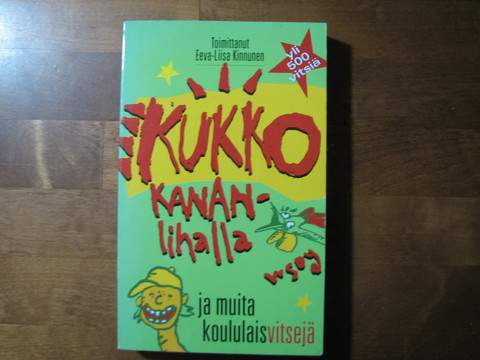 Toimittanut
Eeva-Liisa Kinnunen
yli
500
vitsiä
KUKKO
KANAN-
lihalla
wsoy
ja muita
koululaisvitsejä